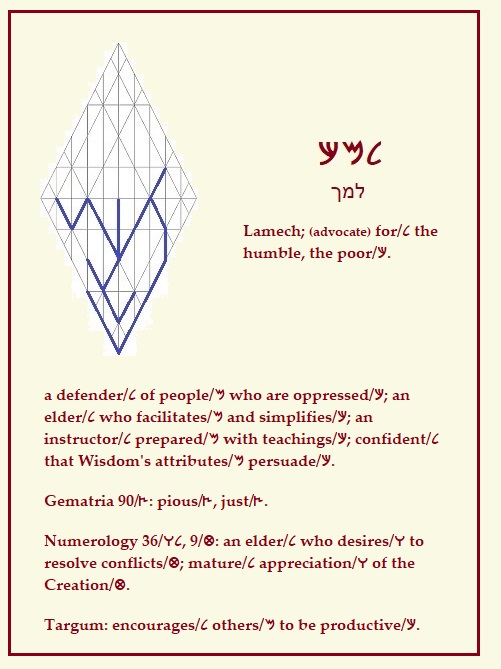 𐤋𐤌𐤊
למך
Lamech; (advocate) for/𐤋 the
humble, the poor/𐤊.
a defender/𐤋 of people/𐤌 who are oppressed/𐤊; an
elder/𐤋 who facilitates/𐤌 and simplifies/𐤊; an
instructor/𐤋 prepared/𐤌 with teachings/𐤊; confident/𐤋
that Wisdom's attributes/𐤌 persuade/𐤊.
Gematria 90/𐤑: pious/𐤑, just/𐤑.
Numerology 36/𐤋𐤅, 9/𐤈: an elder/𐤋 who desires/𐤅 to
resolve conflicts/𐤈; mature/𐤋 appreciation/𐤅 of the
Creation/𐤈.
Targum: encourages/𐤋 others/𐤌 to be productive/𐤊.